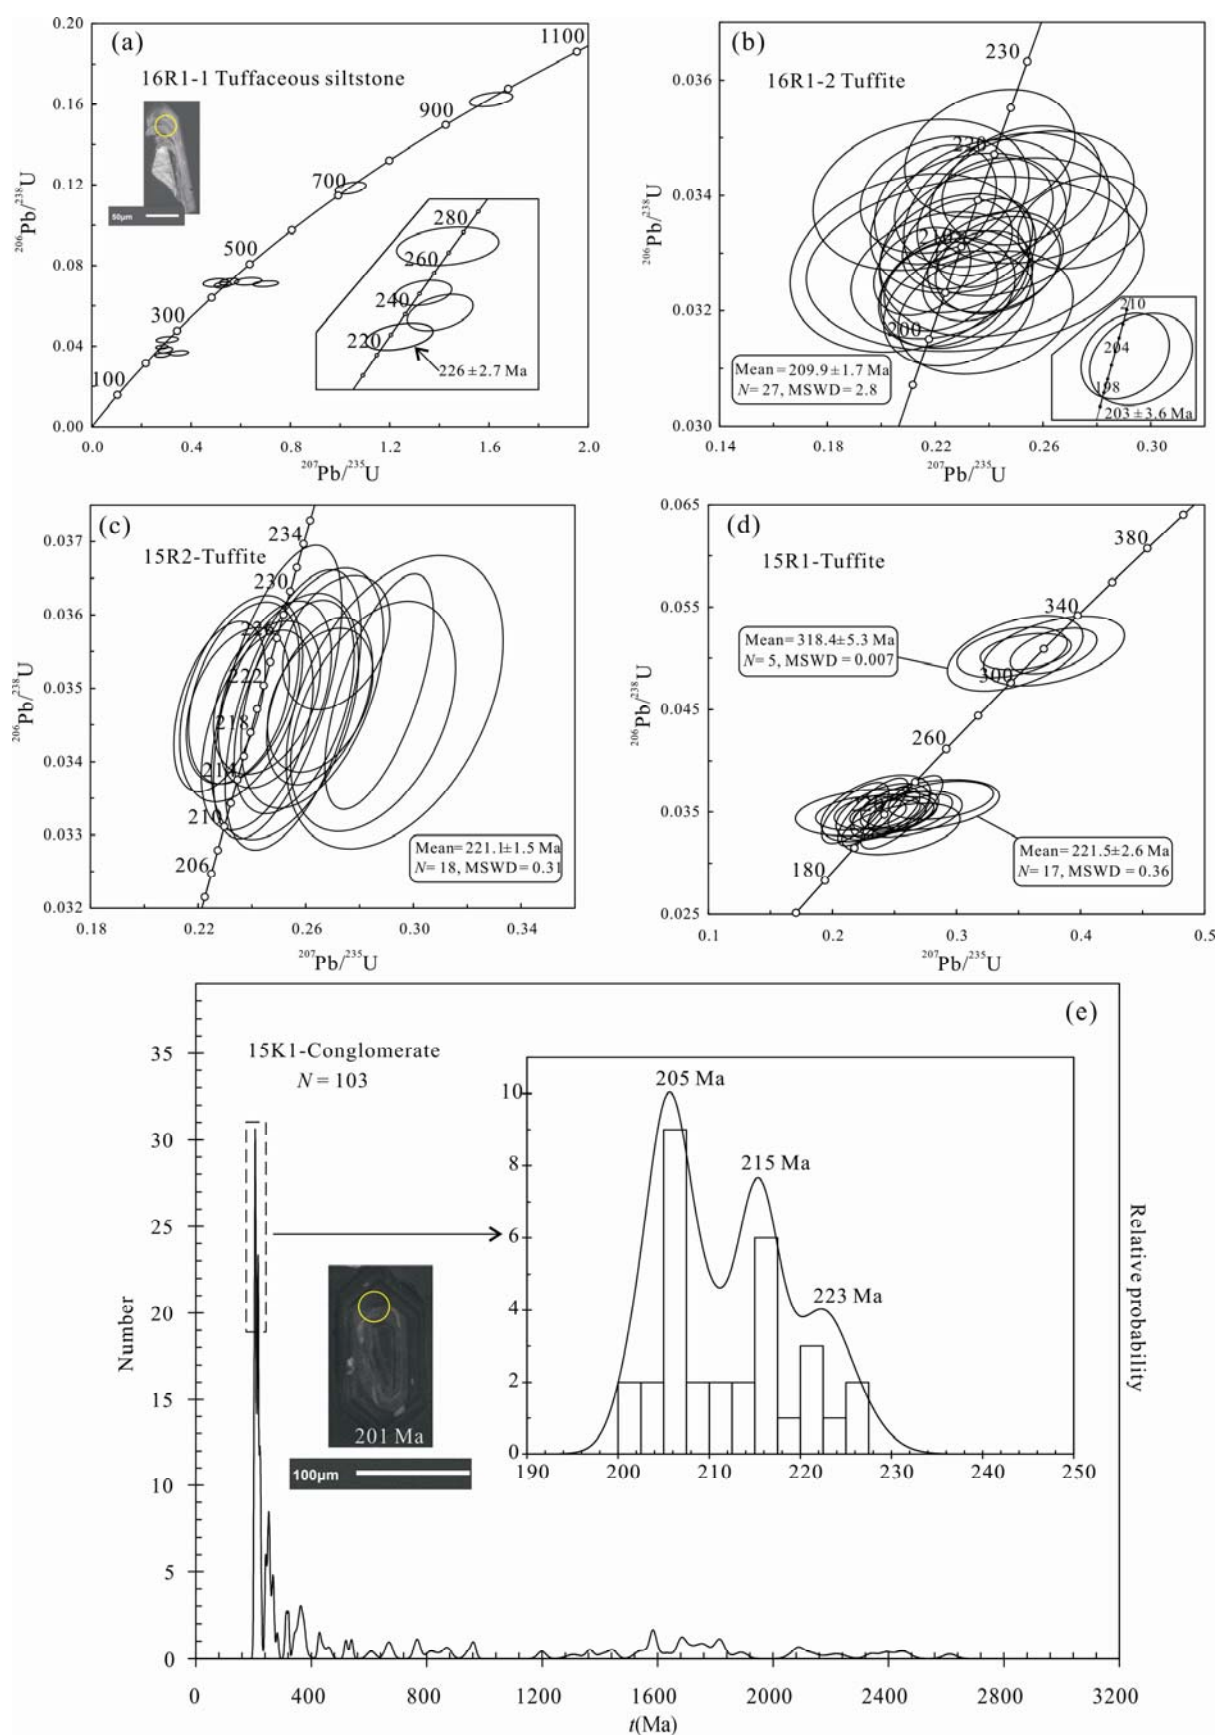 (a)
16R1-1 Tuffaceous siltstone
50μm
0.20
0.16
0.12
0.08
0.04
0.00
²⁰⁶Pb/²³⁸U
100
300
500
700
900
1100
280
260
240
220
226±2.7 Ma
0.0 0.4 0.8 1.2 1.6 2.0
²⁰⁷Pb/²³⁵U
(b)
16R1-2 Tuffite
0.036
0.034
0.032
0.030
²⁰⁶Pb/²³⁸U
230
220
210
200
Mean=209.9±1.7 Ma
N=27, MSWD=2.8
210
204
198
203±3.6 Ma
0.14 0.18 0.22 0.26 0.30
²⁰⁷Pb/²³⁵U
(c)
15R2-Tuffite
0.037
0.036
0.035
0.034
0.033
0.032
²⁰⁶Pb/²³⁸U
234
230
226
222
218
214
210
206
Mean=221.1±1.5 Ma
N=18, MSWD=0.31
0.18 0.22 0.26 0.30 0.34
²⁰⁷Pb/²³⁵U
(d)
15R1-Tuffite
0.065
0.055
0.045
0.035
0.025
²⁰⁶Pb/²³⁸U
380
340
300
260
180
Mean=318.4±5.3 Ma
N=5, MSWD=0.007
Mean=221.5±2.6 Ma
N=17, MSWD=0.36
0.1 0.2 0.3 0.4 0.5
²⁰⁷Pb/²³⁵U
(e)
15K1-Conglomerate
N=103
35
30
25
20
15
10
5
0
Number
Relative probability
201 Ma
100μm
10
8
6
4
2
0
205 Ma
215 Ma
223 Ma
190 200 210 220 230 240 250
0 400 800 1200 1600 2000 2400 2800 3200
t(Ma)